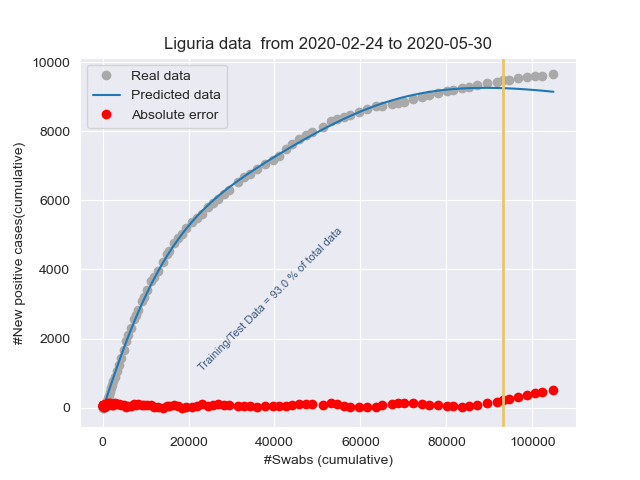 Liguria data  from 2020-02-24 to 2020-05-30
Real data
Predicted data
Absolute error
#New positive cases(cumulative)
10000
8000
6000
4000
2000
0
Training/Test Data = 93.0 % of total data
0 20000 40000 60000 80000 100000
#Swabs (cumulative)